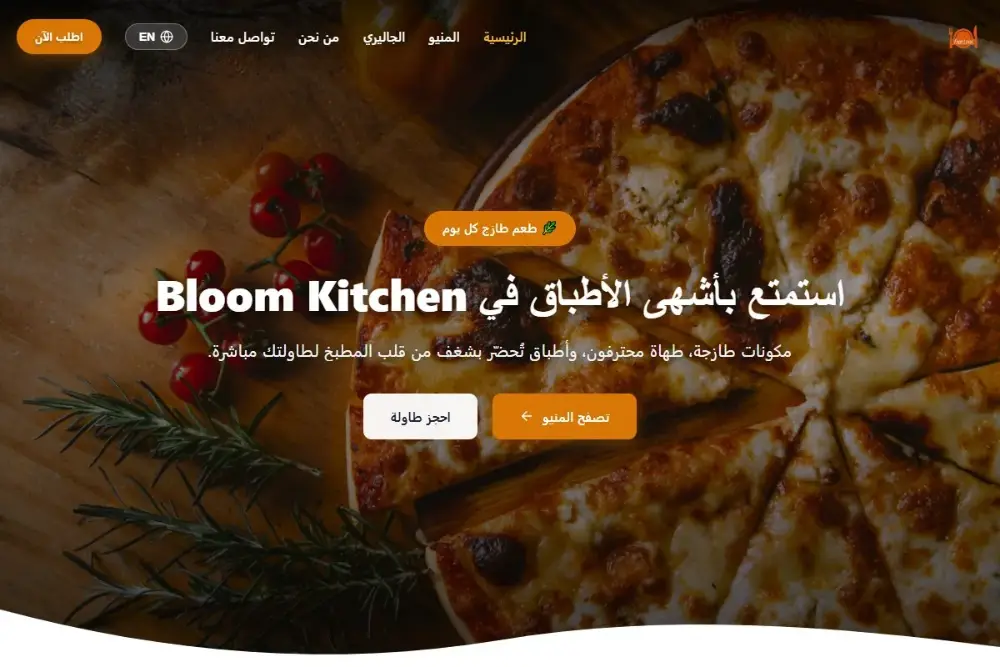 الرئيسية المنيو الجاليري من نحن تواصل معنا EN اطلب الآن
طعم طازج كل يوم
استمتع بأشهى الأطباق في Bloom Kitchen
مكونات طازجة، طهاة محترفون، وأطباق تُحضّر بشغف من قلب المطبخ لطاولتك مباشرة.
تصفح المنيو ← احجز طاولة